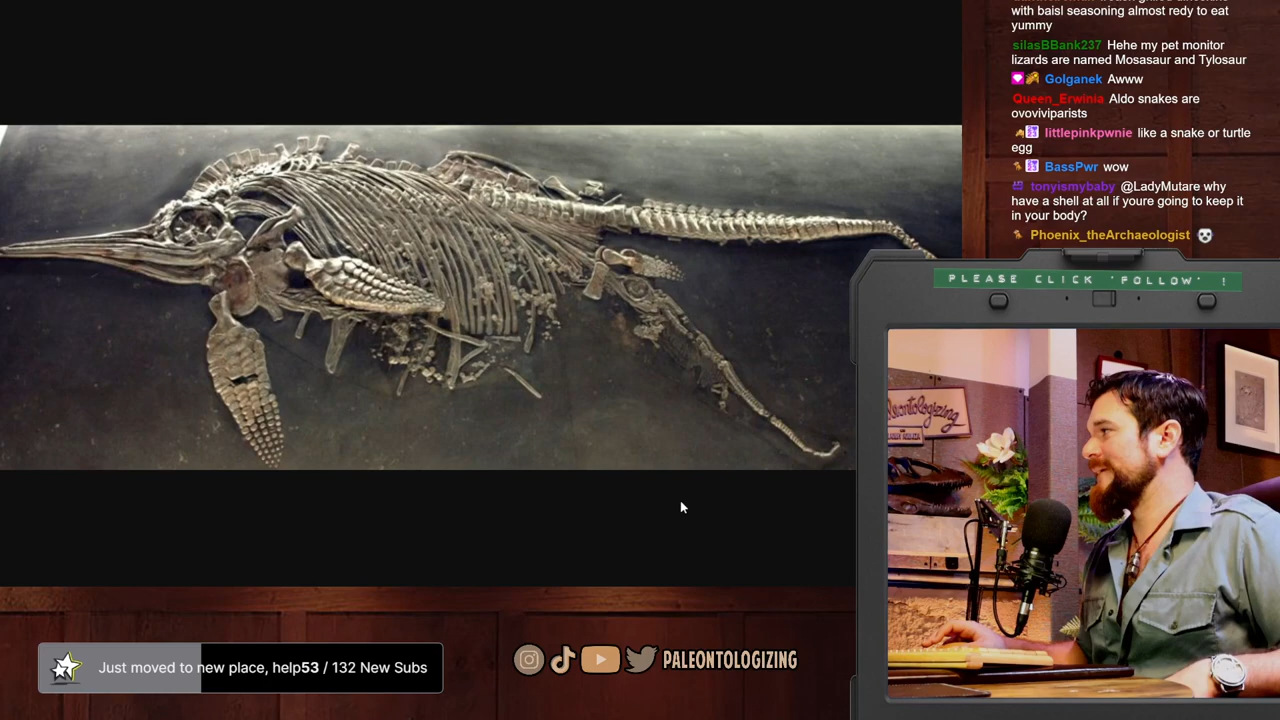 with baisl seasoning almost redy to eat
yummy
silasBBank237 Hehe my pet monitor
lizards are named Mosasaur and Tylosaur
Golganek Awww
Queen_Erwinia Aldo snakes are
ovoviviparists
littlepinkpwnie like a snake or turtle
egg
BassPwr wow
tonyismybaby @LadyMutare why
have a shell at all if youre going to keep it
in your body?
Phoenix_theArchaeologist
PLEASE CLICK "FOLLOW" !
Paleontologizing
Just moved to new place, help53 / 132 New Subs
PALEONTOLOGIZING